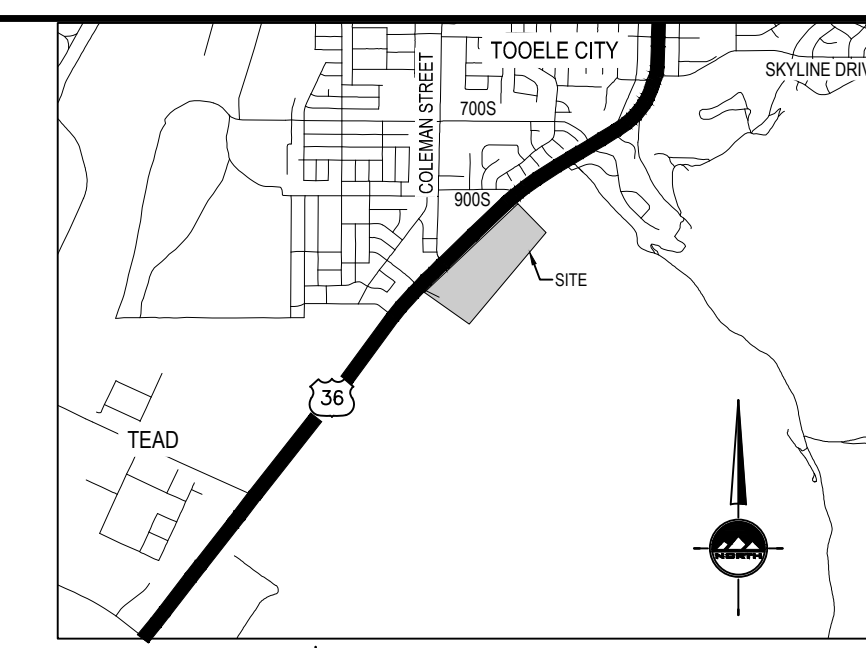 TOOELE CITY
SKYLINE DRIV
COLEMAN STREET
700S
900S
SITE
36
TEAD
NORTH